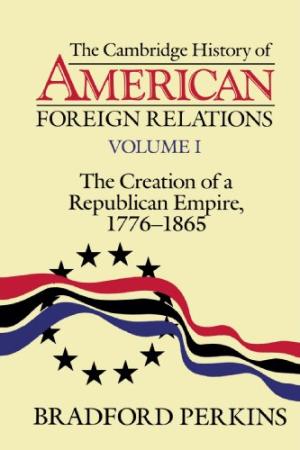 The Cambridge History of
AMERICAN
FOREIGN RELATIONS
VOLUME I
The Creation of a
Republican Empire,
1776–1865
BRADFORD PERKINS